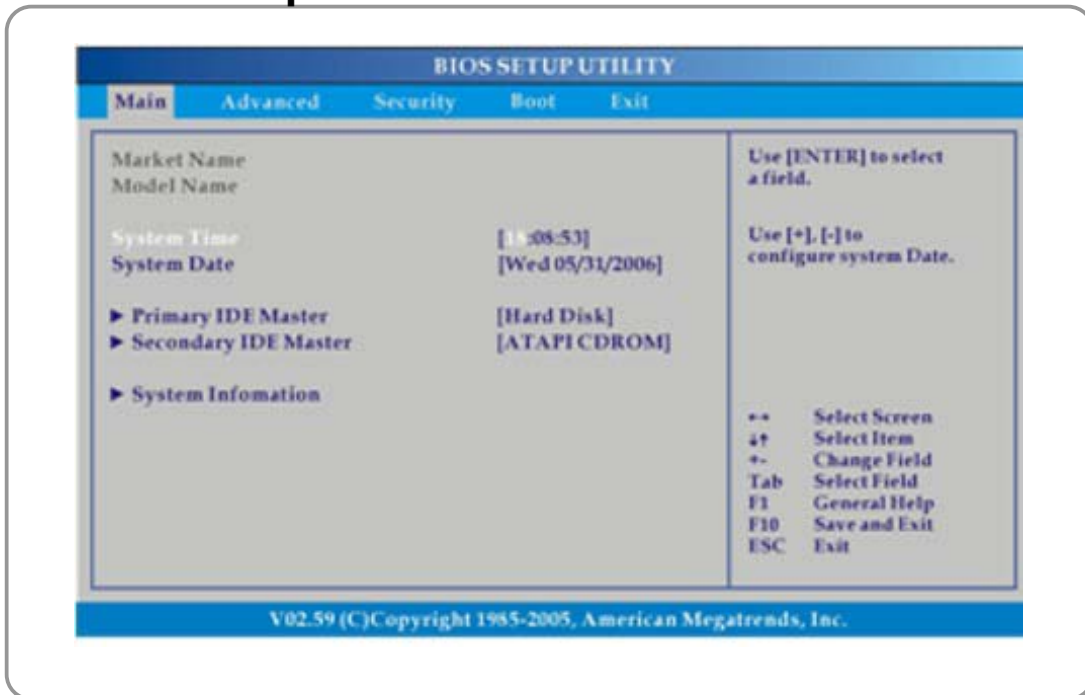 BIOS SETUP UTILITY
Main Advanced Security Boot Exit
Market Name
Model Name
System Time [ :08:53]
System Date [Wed 05/31/2006]
► Primary IDE Master [Hard Disk]
► Secondary IDE Master [ATAPI CDROM]
► System Infomation
Use [ENTER] to select
a field.
Use [+], [-] to
configure system Date.
←→ Select Screen
↓↑ Select Item
+- Change Field
Tab Select Field
F1 General Help
F10 Save and Exit
ESC Exit
V02.59 (C)Copyright 1985-2005, American Megatrends, Inc.